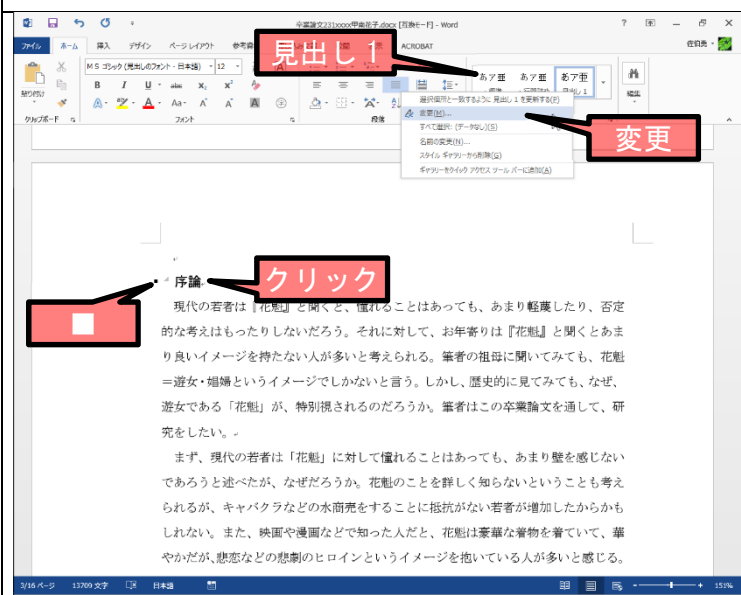 卒業論文231xxxx甲南花子.docx [互換モード] - Word
ファイル ホーム 挿入 デザイン ページ レイアウト ACROBAT
見出し１
MS ゴシック (見出しのフォント - 日本語) 12
あア亜 あア亜 あア亜
見出し 1
貼り付け
編集
クリップボード フォント 段落
選択個所と一致するように 見出し 1 を更新する(P)
変更(M)...
すべて選択: (データなし)(S)
名前の変更(N)...
スタイル ギャラリーから削除(G)
ギャラリーをクイック アクセス ツール バーに追加(A)
変更
序論
クリック
■
現代の若者は『花魁』と聞くと、憧れることはあっても、あまり軽蔑したり、否定
的な考えはもったりしないだろう。それに対して、お年寄りは『花魁』と聞くとあま
り良いイメージを持たない人が多いと考えられる。筆者の祖母に聞いてみても、花魁
＝遊女・娼婦というイメージでしかないと言う。しかし、歴史的に見てみても、なぜ、
遊女である「花魁」が、特別視されるのだろうか。筆者はこの卒業論文を通して、研
究をしたい。
まず、現代の若者は「花魁」に対して憧れることはあっても、あまり壁を感じない
であろうと述べたが、なぜだろうか。花魁のことを詳しく知らないということも考え
られるが、キャバクラなどの水商売をすることに抵抗がない若者が増加したからかも
しれない。また、映画や漫画などで知った人だと、花魁は豪華な着物を着ていて、華
やかだが、悲恋などの悲劇のヒロインというイメージを抱いている人が多いと感じる。
3/16 ページ 13709 文字 日本語 151%